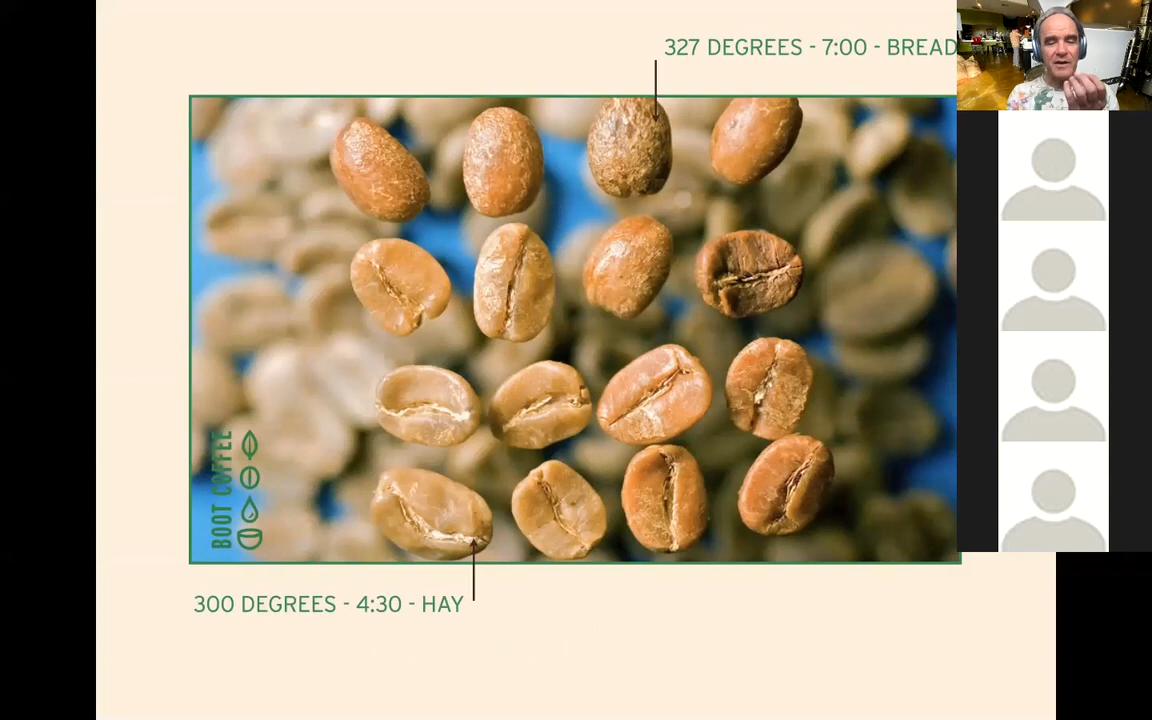 327 DEGREES - 7:00 - BREAD
BOOT COFFEE
300 DEGREES - 4:30 - HAY